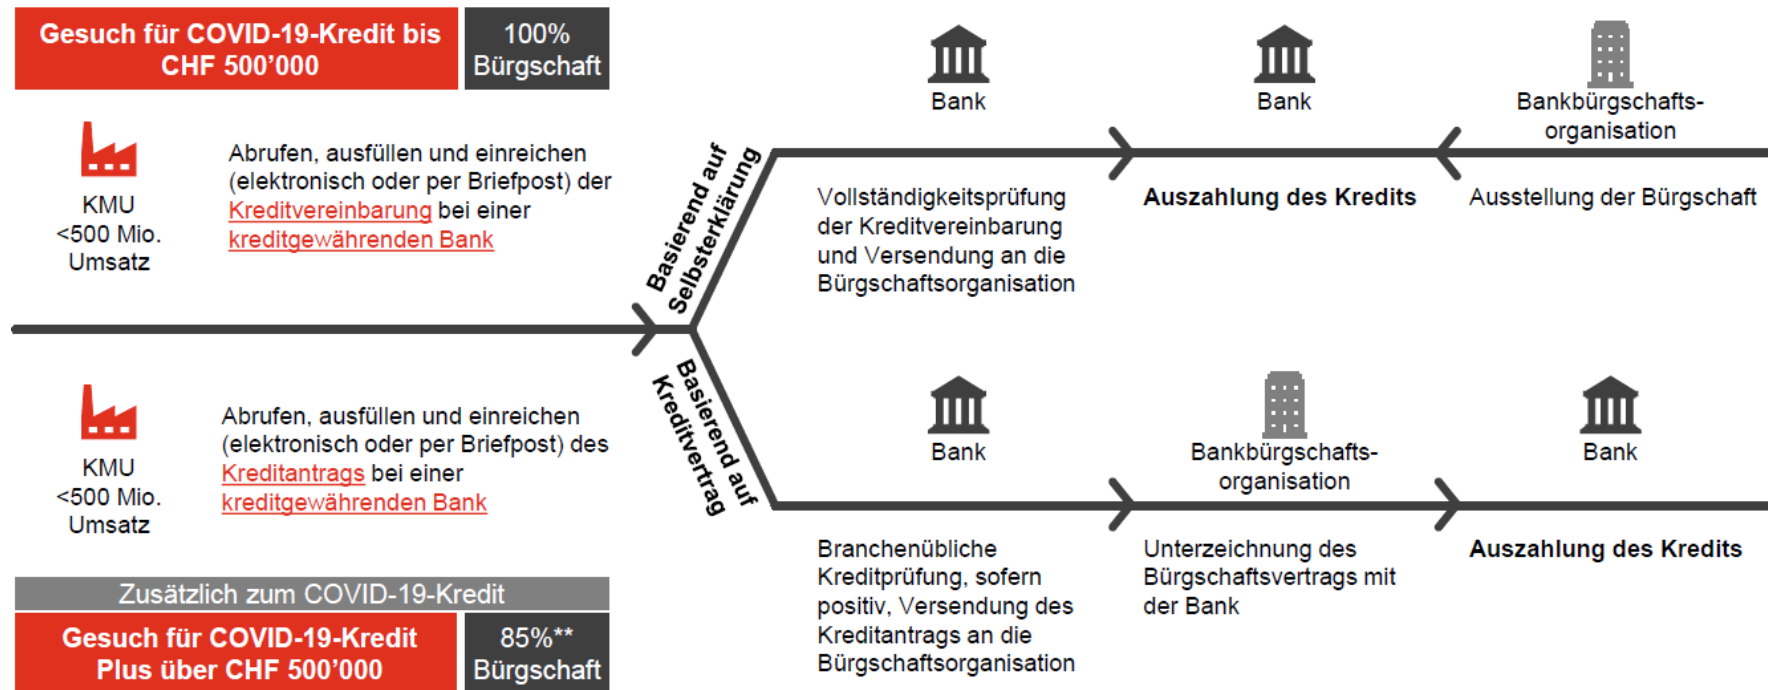 Gesuch für COVID-19-Kredit bis
CHF 500'000
100%
Bürgschaft
KMU
<500 Mio.
Umsatz
Abrufen, ausfüllen und einreichen
(elektronisch oder per Briefpost) der
Kreditvereinbarung bei einer
kreditgewährenden Bank
Basierend auf
Selbsterklärung
Bank
Vollständigkeitsprüfung
der Kreditvereinbarung
und Versendung an die
Bürgschaftsorganisation
Bank
Auszahlung des Kredits
Bankbürgschafts-
organisation
Ausstellung der Bürgschaft
KMU
<500 Mio.
Umsatz
Abrufen, ausfüllen und einreichen
(elektronisch oder per Briefpost) des
Kreditantrags bei einer
kreditgewährenden Bank
Basierend auf
Kreditvertrag
Bank
Branchenübliche
Kreditprüfung, sofern
positiv, Versendung des
Kreditantrags an die
Bürgschaftsorganisation
Bankbürgschafts-
organisation
Unterzeichnung des
Bürgschaftsvertrags mit
der Bank
Bank
Auszahlung des Kredits
Zusätzlich zum COVID-19-Kredit
Gesuch für COVID-19-Kredit
Plus über CHF 500'000
85%**
Bürgschaft